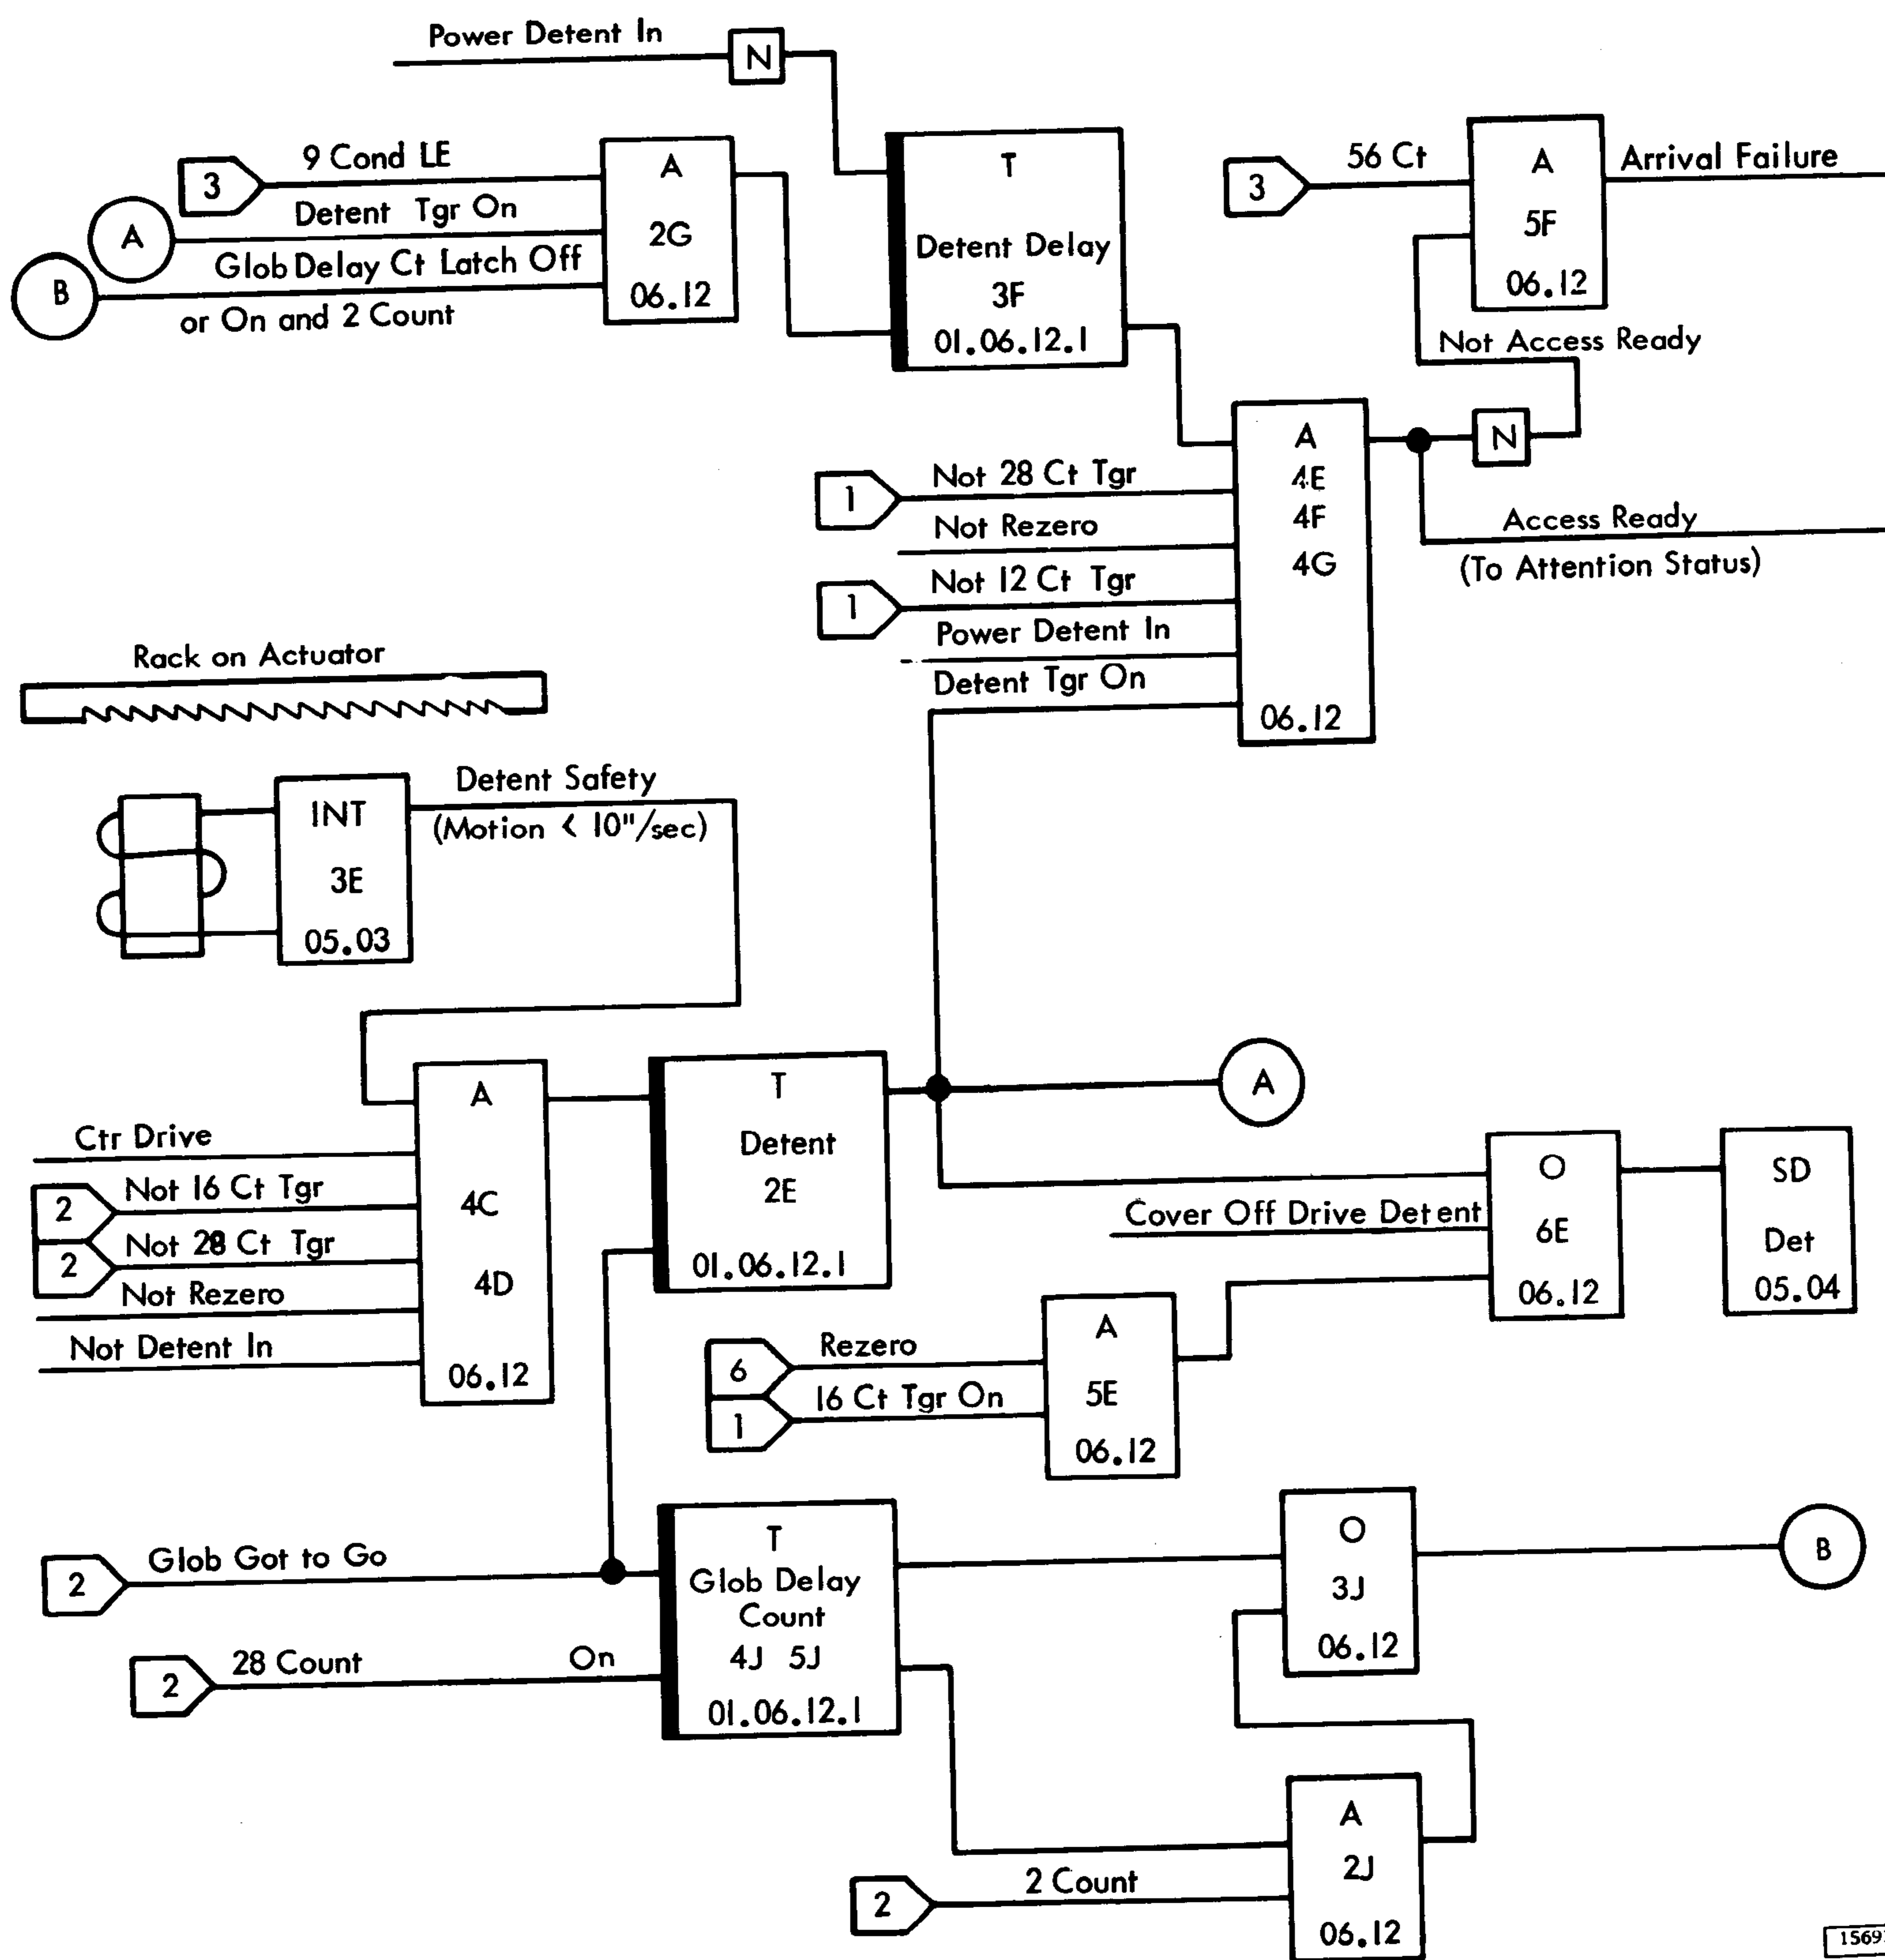 Power Detent In
N
3
9 Cond LE
A
Detent Tgr On
B
Glob Delay Ct Latch Off
or On and 2 Count
A
2G
06.12
T
Detent Delay
3F
01.06.12.1
3
56 Ct
A
5F
06.12
Arrival Failure
Not Access Ready
N
Access Ready
(To Attention Status)
1
Not 28 Ct Tgr
Not Rezero
1
Not 12 Ct Tgr
Power Detent In
Detent Tgr On
A
4E
4F
4G
06.12
Rack on Actuator
INT
3E
05.03
Detent Safety
(Motion < 10"/sec)
Ctr Drive
2
Not 16 Ct Tgr
2
Not 28 Ct Tgr
Not Rezero
Not Detent In
A
4C
4D
06.12
T
Detent
2E
01.06.12.1
A
Cover Off Drive Detent
O
6E
06.12
SD
Det
05.04
6
Rezero
1
16 Ct Tgr On
A
5E
06.12
2
Glob Got to Go
2
28 Count
On
T
Glob Delay
Count
4J 5J
01.06.12.1
O
3J
06.12
B
2
2 Count
A
2J
06.12